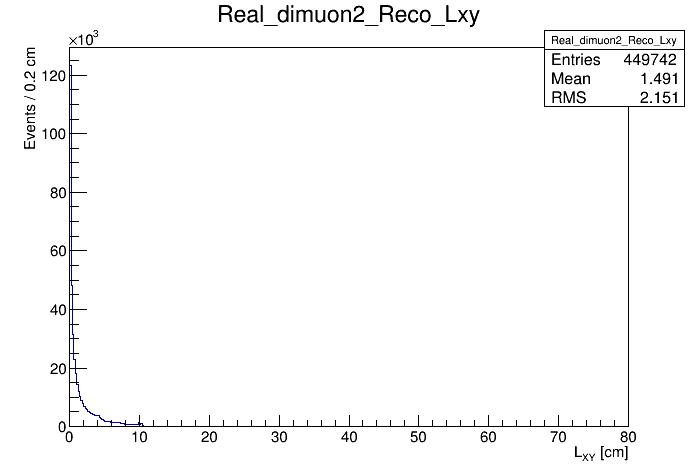 Real_dimuon2_Reco_Lxy
×10³
Real_dimuon2_Reco_Lxy
Entries 449742
Mean 1.491
RMS 2.151
Events / 0.2 cm
120
100
80
60
40
20
0
0 10 20 30 40 50 60 70 80
L_XY [cm]